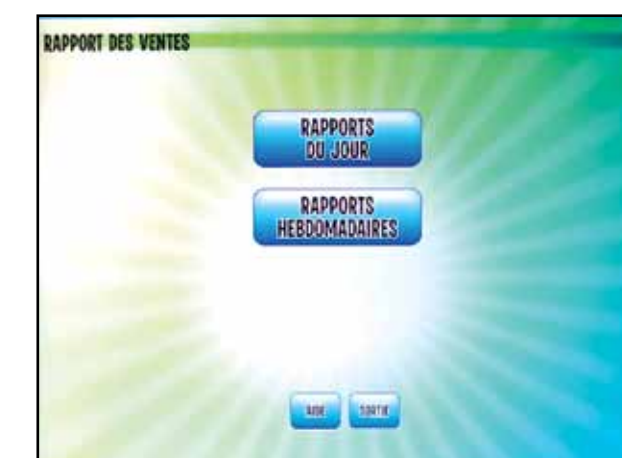 RAPPORT DES VENTES
RAPPORTS
DU JOUR
RAPPORTS
HEBDOMADAIRES
AIDE
SORTIE